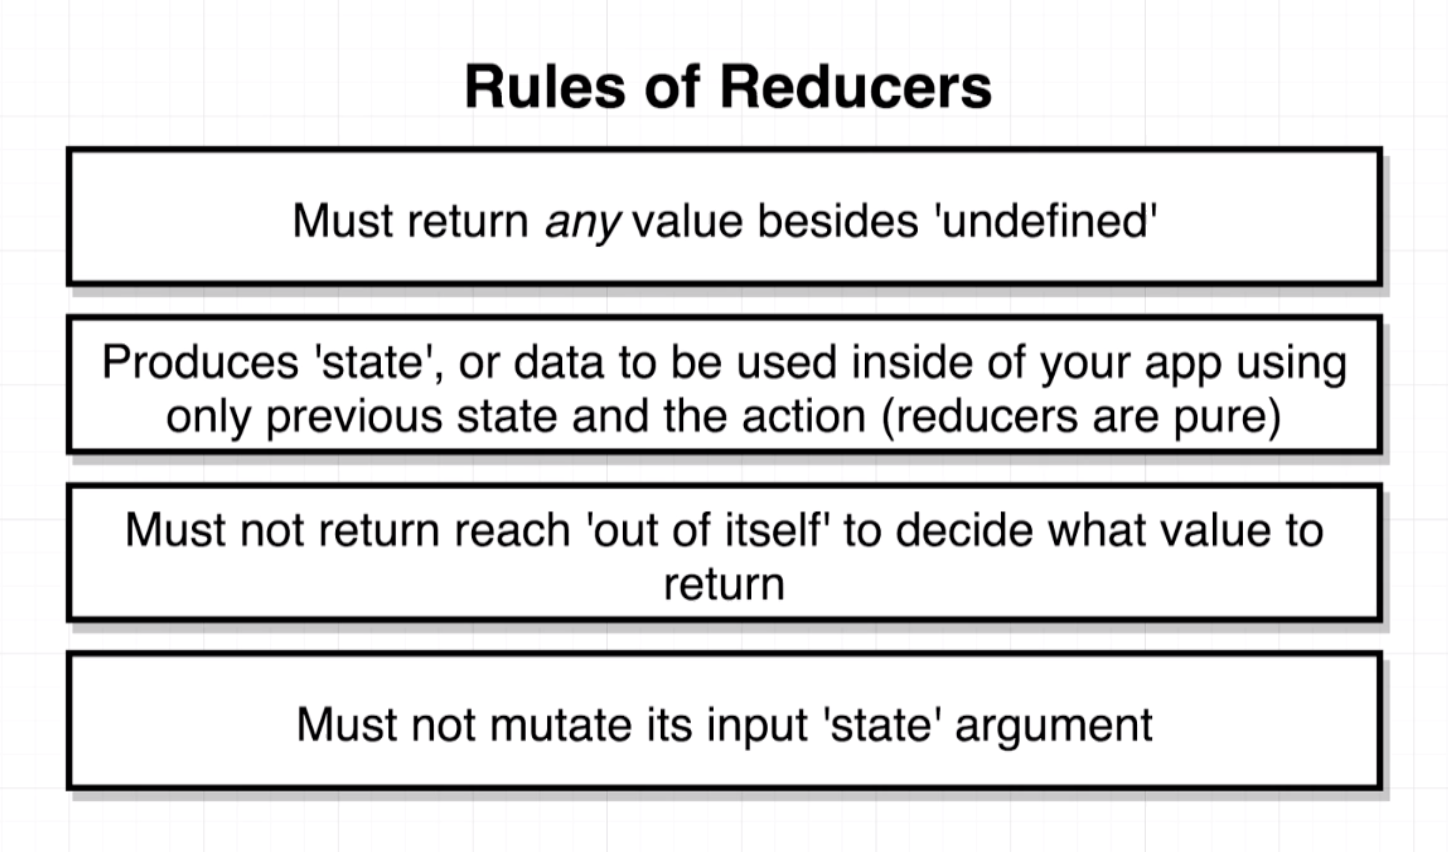 Rules of Reducers
Must return any value besides 'undefined'
Produces 'state', or data to be used inside of your app using
only previous state and the action (reducers are pure)
Must not return reach 'out of itself' to decide what value to
return
Must not mutate its input 'state' argument